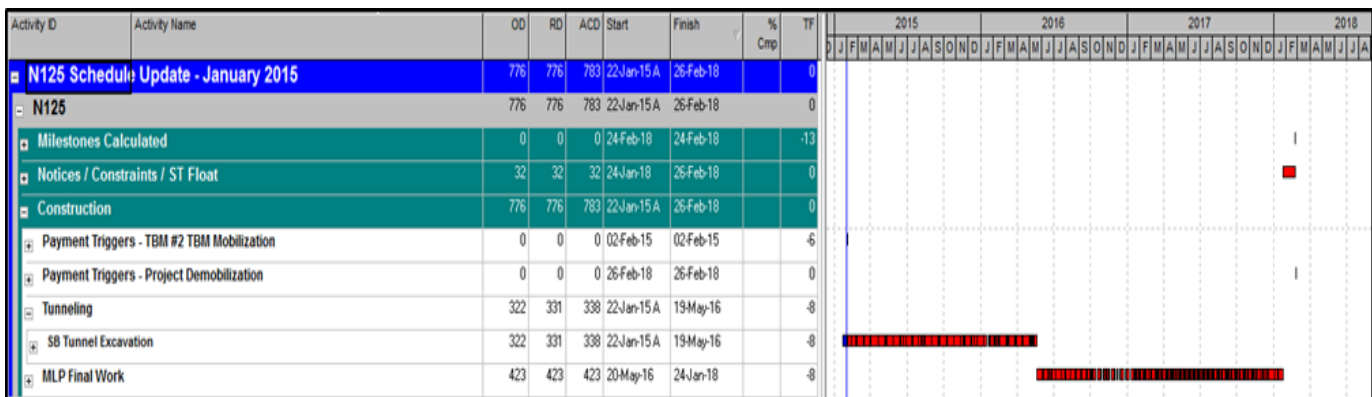 Activity ID Activity Name OD RD ACD Start Finish % Cmp TF 2015 2016 2017 2018
D J F M A M J J A S O N D J F M A M J J A S O N D J F M A M J J A S O N D J F M A M J J A
N125 Schedule Update - January 2015 776 776 783 22-Jan-15 A 26-Feb-18 0
N125 776 776 783 22-Jan-15 A 26-Feb-18 0
Milestones Calculated 0 0 0 24-Feb-18 24-Feb-18 -13
Notices / Constraints / ST Float 32 32 32 24-Jan-18 26-Feb-18 0
Construction 776 776 783 22-Jan-15 A 26-Feb-18 0
Payment Triggers - TBM #2 TBM Mobilization 0 0 0 02-Feb-15 02-Feb-15 -6
Payment Triggers - Project Demobilization 0 0 0 26-Feb-18 26-Feb-18 0
Tunneling 322 331 338 22-Jan-15 A 19-May-16 -8
SB Tunnel Excavation 322 331 338 22-Jan-15 A 19-May-16 -8
MLP Final Work 423 423 423 20-May-16 24-Jan-18 -8